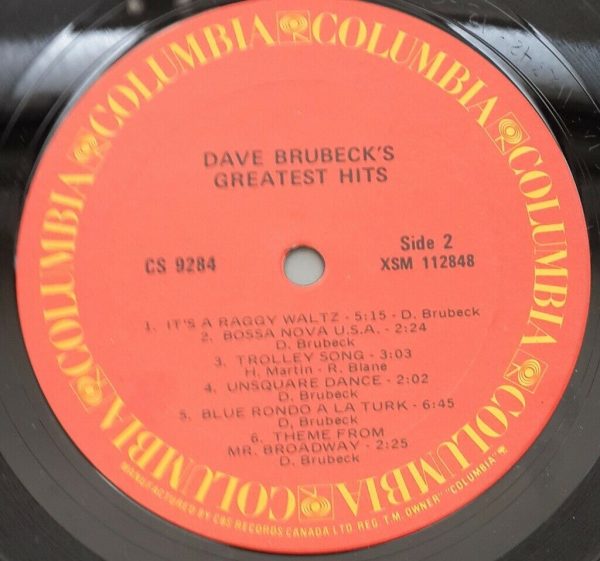 COLUMBIA COLUMBIA COLUMBIA COLUMBIA COLUMBIA COLUMBIA COLUMBIA
DAVE BRUBECK'S
GREATEST HITS
CS 9284
Side 2
XSM 112848
1. IT'S A RAGGY WALTZ - 5:15 - D. Brubeck
2. BOSSA NOVA U.S.A. - 2:24
D. Brubeck
3. TROLLEY SONG - 3:03
H. Martin - R. Blane
4. UNSQUARE DANCE - 2:02
D. Brubeck
5. BLUE RONDO A LA TURK - 6:45
D. Brubeck
6. THEME FROM
MR. BROADWAY - 2:25
D. Brubeck
MANUFACTURED BY CBS RECORDS CANADA LTD REG. T.M. OWNER "COLUMBIA"